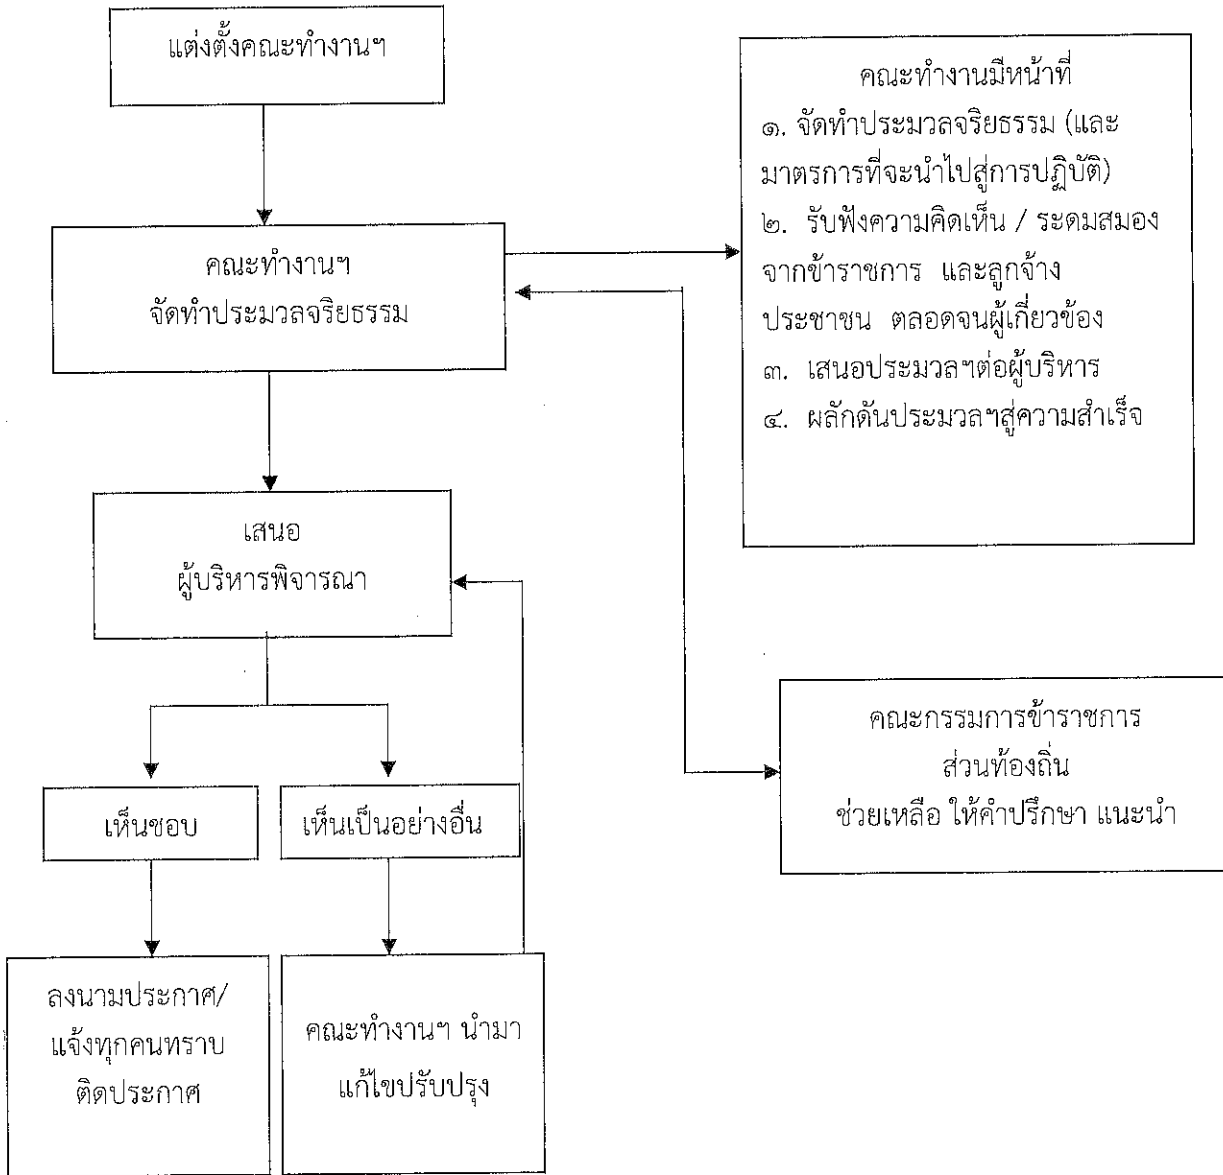 แต่งตั้งคณะทำงานฯ
คณะทำงานมีหน้าที่
๑. จัดทำประมวลจริยธรรม (และ
มาตรการที่จะนำไปสู่การปฏิบัติ)
๒. รับฟังความคิดเห็น / ระดมสมอง
จากข้าราชการ และลูกจ้าง
ประชาชน ตลอดจนผู้เกี่ยวข้อง
๓. เสนอประมวลฯต่อผู้บริหาร
๔. ผลักดันประมวลฯสู่ความสำเร็จ
คณะทำงานฯ
จัดทำประมวลจริยธรรม
เสนอ
ผู้บริหารพิจารณา
คณะกรรมการข้าราชการ
ส่วนท้องถิ่น
ช่วยเหลือ ให้คำปรึกษา แนะนำ
เห็นชอบ
เห็นเป็นอย่างอื่น
ลงนามประกาศ/
แจ้งทุกคนทราบ
ติดประกาศ
คณะทำงานฯ นำมา
แก้ไขปรับปรุง